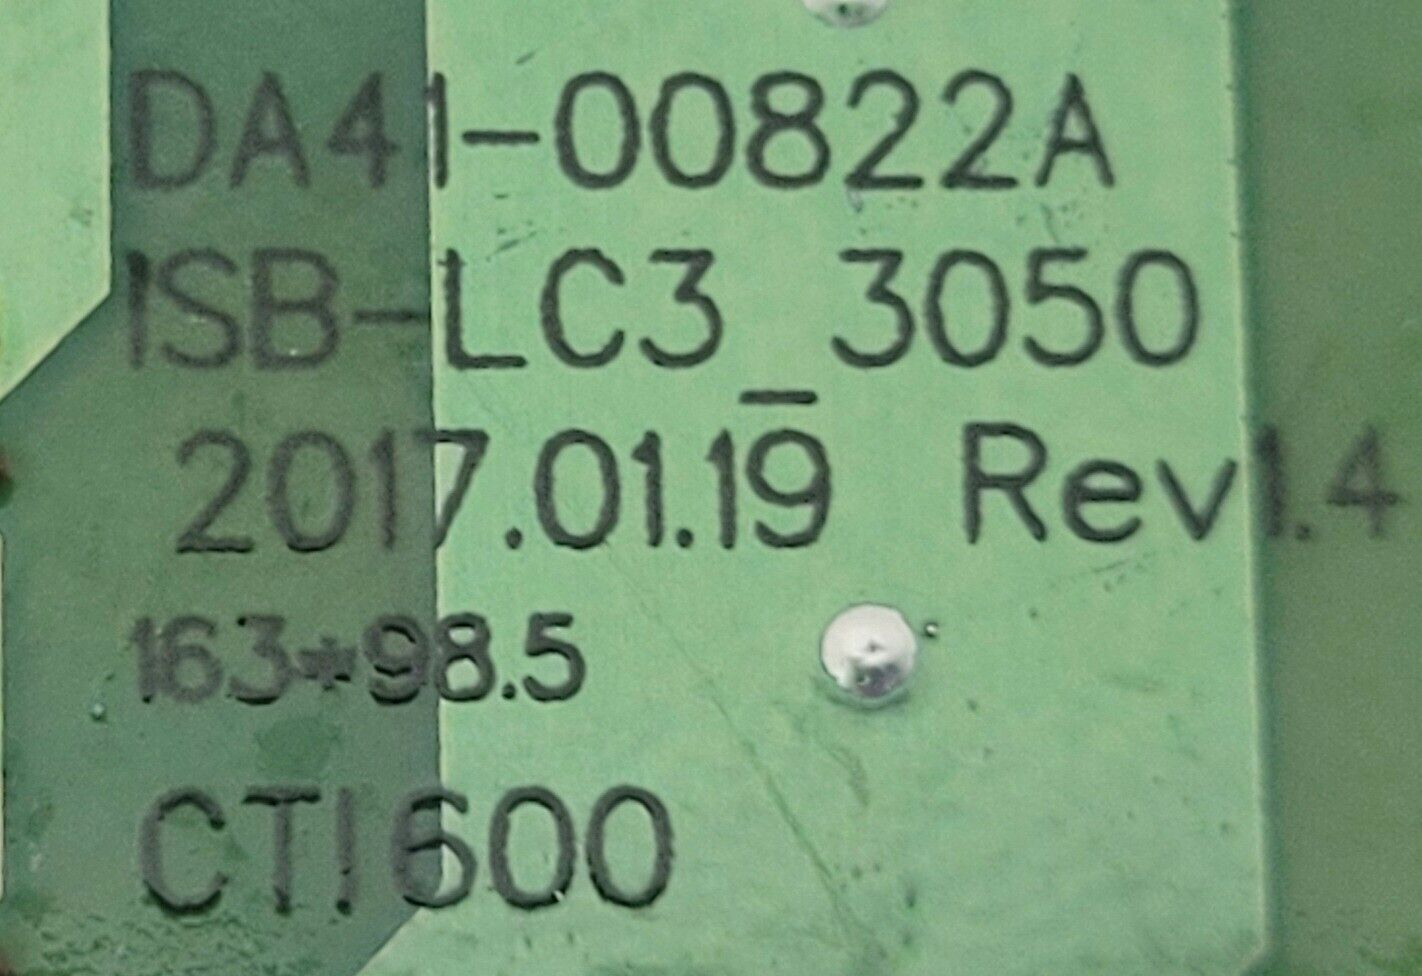 DA41-00822A
ISB-LC3_3050
2017.01.19 Rev1.4
163*98.5
CTI600